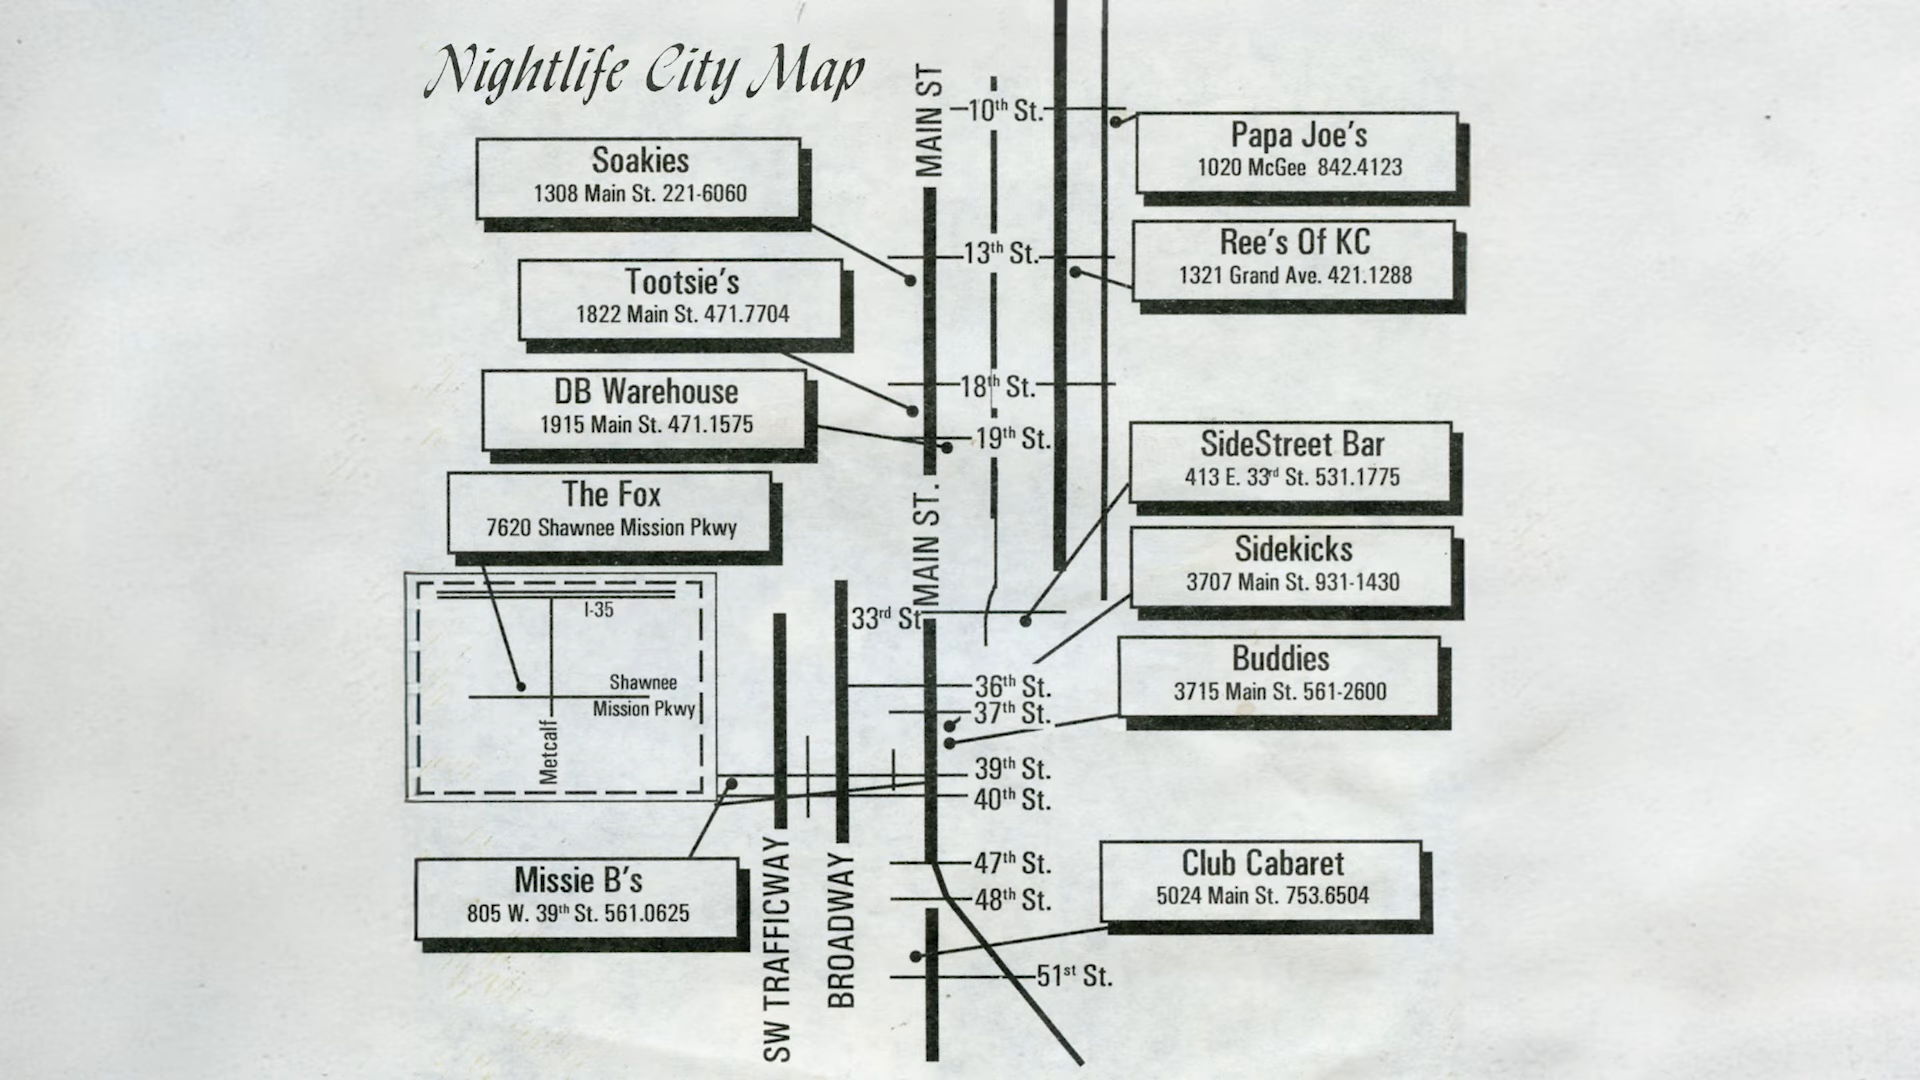 Nightlife City Map
MAIN ST
10th St.
Papa Joe's
1020 McGee 842.4123
Soakies
1308 Main St. 221-6060
13th St.
Ree's Of KC
1321 Grand Ave. 421.1288
Tootsie's
1822 Main St. 471.7704
18th St.
DB Warehouse
1915 Main St. 471.1575
19th St.
SideStreet Bar
413 E. 33rd St. 531.1775
The Fox
7620 Shawnee Mission Pkwy
MAIN ST.
Sidekicks
3707 Main St. 931-1430
I-35
33rd St
Buddies
3715 Main St. 561-2600
Shawnee
Mission Pkwy
Metcalf
36th St.
37th St.
39th St.
40th St.
Missie B's
805 W. 39th St. 561.0625
SW TRAFFICWAY
BROADWAY
47th St.
48th St.
Club Cabaret
5024 Main St. 753.6504
51st St.